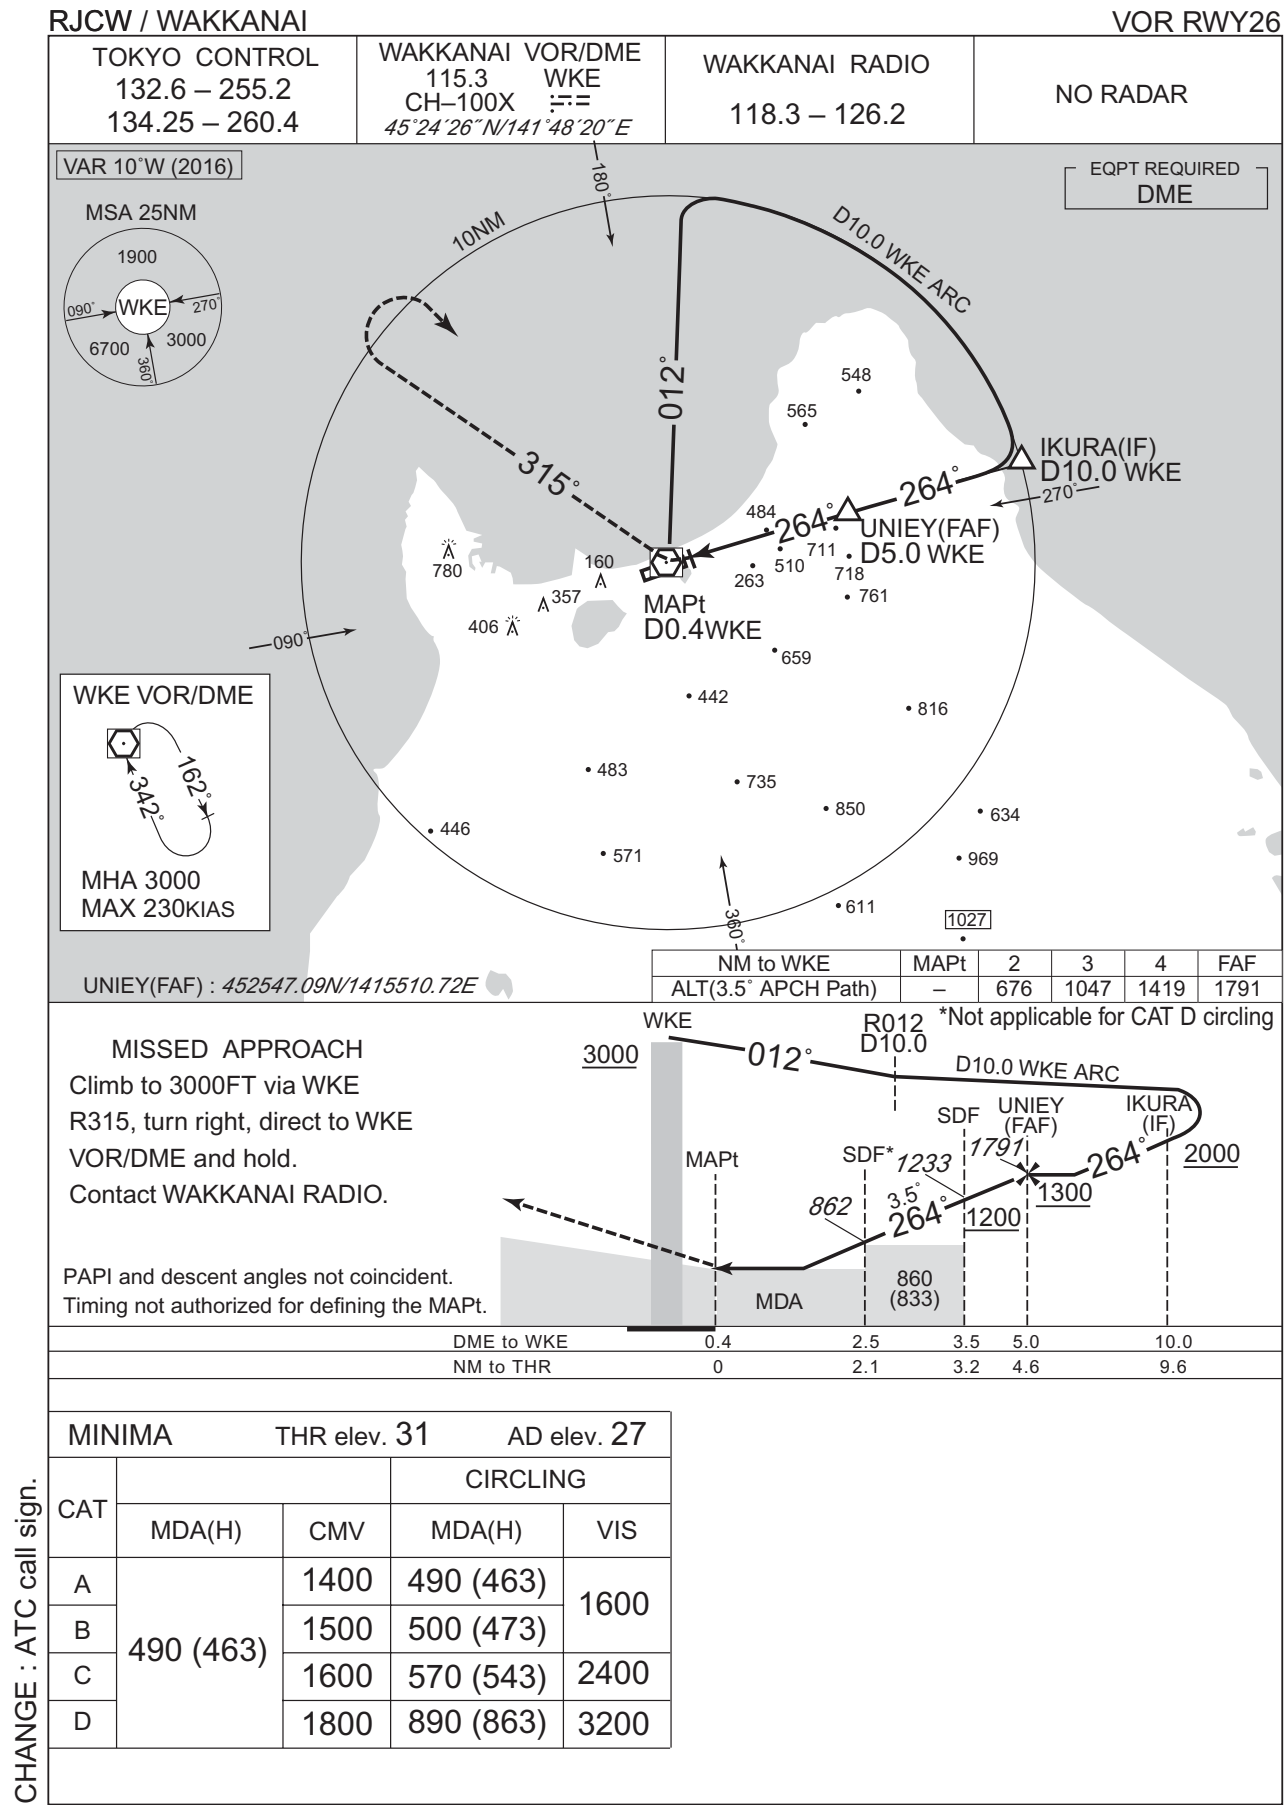 RJCW / WAKKANAI
VOR RWY26
TOKYO CONTROL
132.6 – 255.2
134.25 – 260.4
WAKKANAI VOR/DME
115.3 WKE
CH–100X
45°24´26˝N/141°48´20˝E
WAKKANAI RADIO
118.3 – 126.2
NO RADAR
VAR 10°W (2016)
EQPT REQUIRED
DME
MSA 25NM
1900
090°
WKE
270°
6700
3000
360°
180°
10NM
D10.0 WKE ARC
012°
315°
548
565
IKURA(IF)
D10.0 WKE
270°
264°
264°
484
UNIEY(FAF)
D5.0 WKE
711
510
718
263
761
780
160
357
406
MAPt
D0.4WKE
090°
659
442
816
483
735
850
634
446
571
969
611
1027
360°
WKE VOR/DME
162°
342°
MHA 3000
MAX 230KIAS
UNIEY(FAF) : 452547.09N/1415510.72E
NM to WKE MAPt 2 3 4 FAF
ALT(3.5° APCH Path) – 676 1047 1419 1791
*Not applicable for CAT D circling
MISSED APPROACH
Climb to 3000FT via WKE
R315, turn right, direct to WKE
VOR/DME and hold.
Contact WAKKANAI RADIO.
PAPI and descent angles not coincident.
Timing not authorized for defining the MAPt.
WKE
3000
012°
R012
D10.0
D10.0 WKE ARC
SDF
UNIEY
(FAF)
IKURA
(IF)
MAPt
SDF*
1233
1791
264°
2000
862
3.5°
264°
1200
1300
MDA
860
(833)
DME to WKE 0.4 2.5 3.5 5.0 10.0
NM to THR 0 2.1 3.2 4.6 9.6
MINIMA THR elev. 31 AD elev. 27
CAT
CIRCLING
MDA(H) CMV MDA(H) VIS
A 1400 490 (463)
1600
B 1500 500 (473)
490 (463)
C 1600 570 (543) 2400
D 1800 890 (863) 3200
CHANGE : ATC call sign.